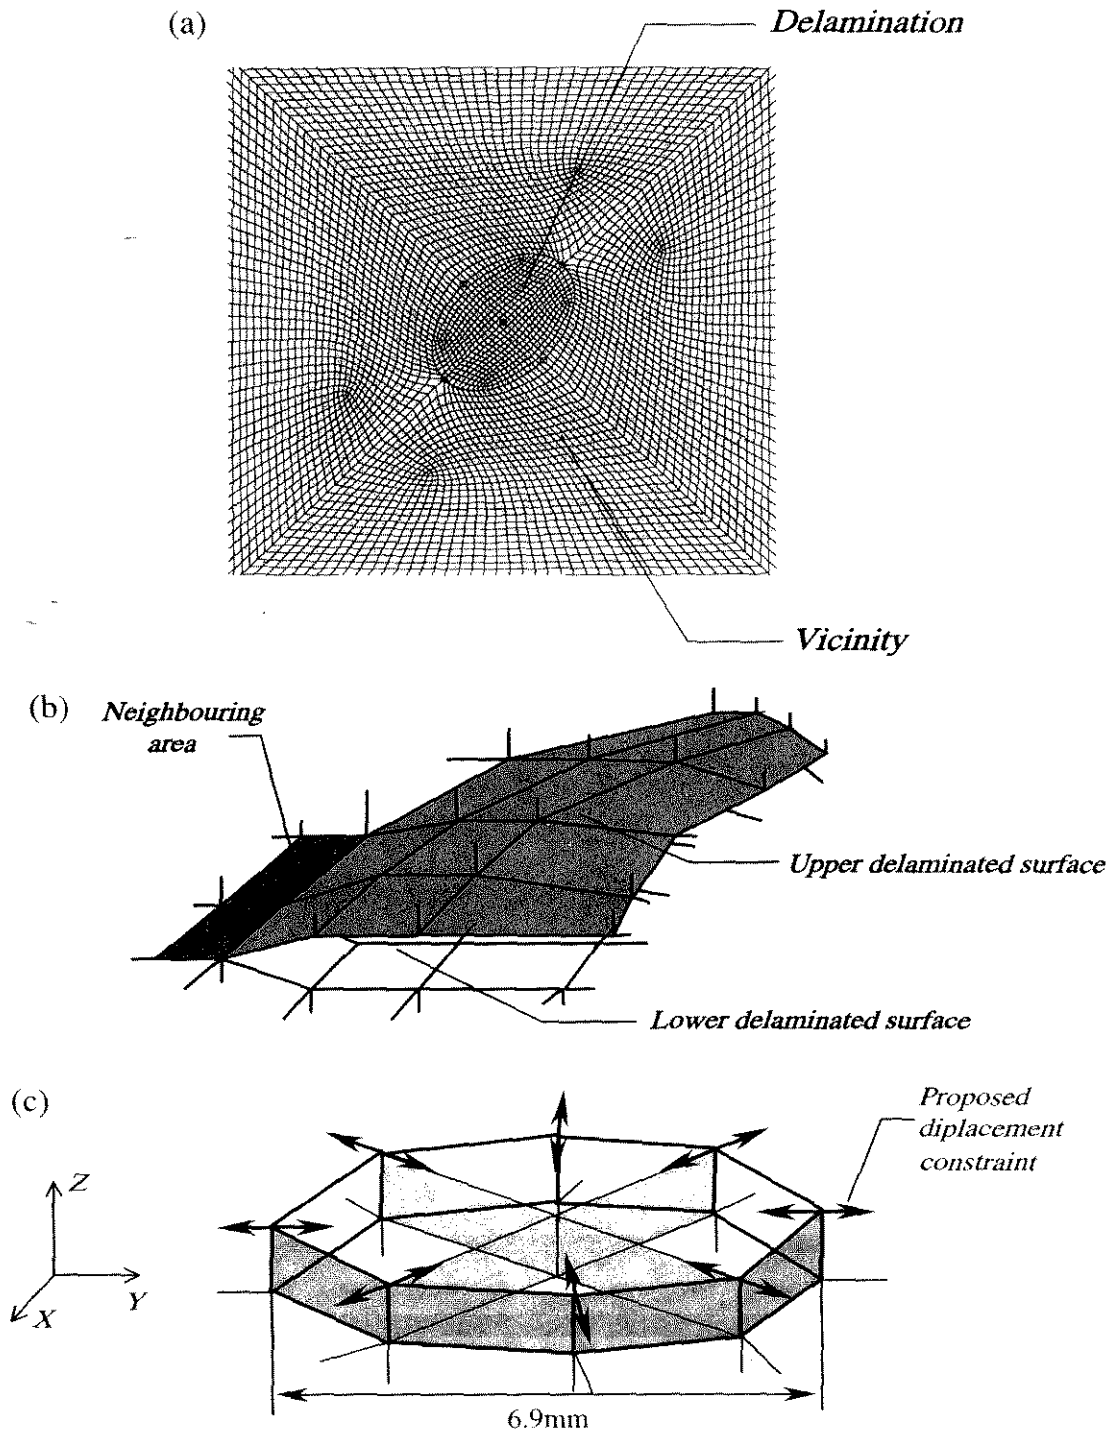 (a)
Delamination
Vicinity
(b)
Neighbouring
area
Upper delaminated surface
Lower delaminated surface
(c)
Proposed
diplacement
constraint
Z
Y
X
6.9mm